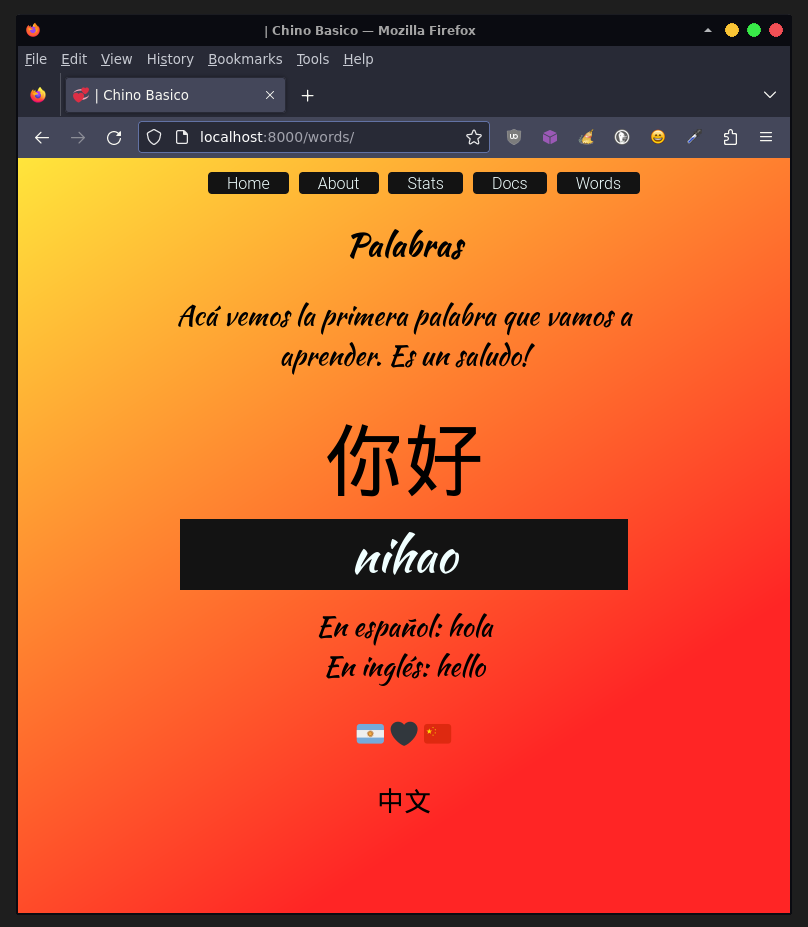 | Chino Basico — Mozilla Firefox
File Edit View History Bookmarks Tools Help
| Chino Basico
localhost:8000/words/
Home About Stats Docs Words
Palabras
Acá vemos la primera palabra que vamos a
aprender. Es un saludo!
你好
nihao
En español: hola
En inglés: hello
中文